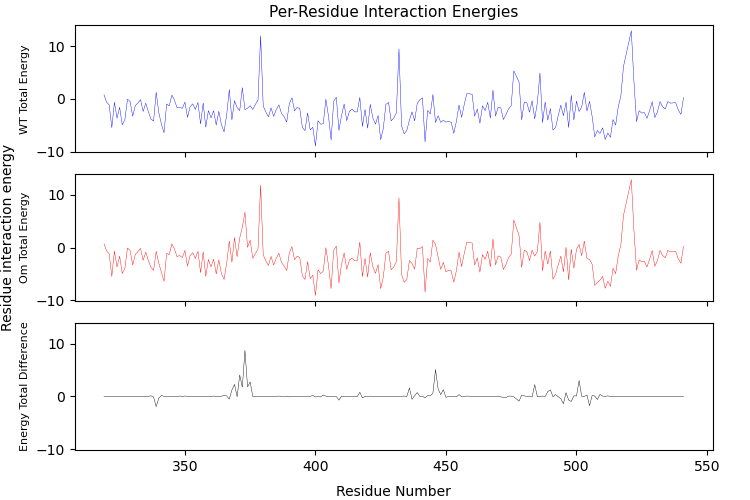 Per-Residue Interaction Energies
Residue interaction energy
WT Total Energy
10
0
−10
Om Total Energy
10
0
−10
Energy Total Difference
10
0
−10
350
400
450
500
550
Residue Number